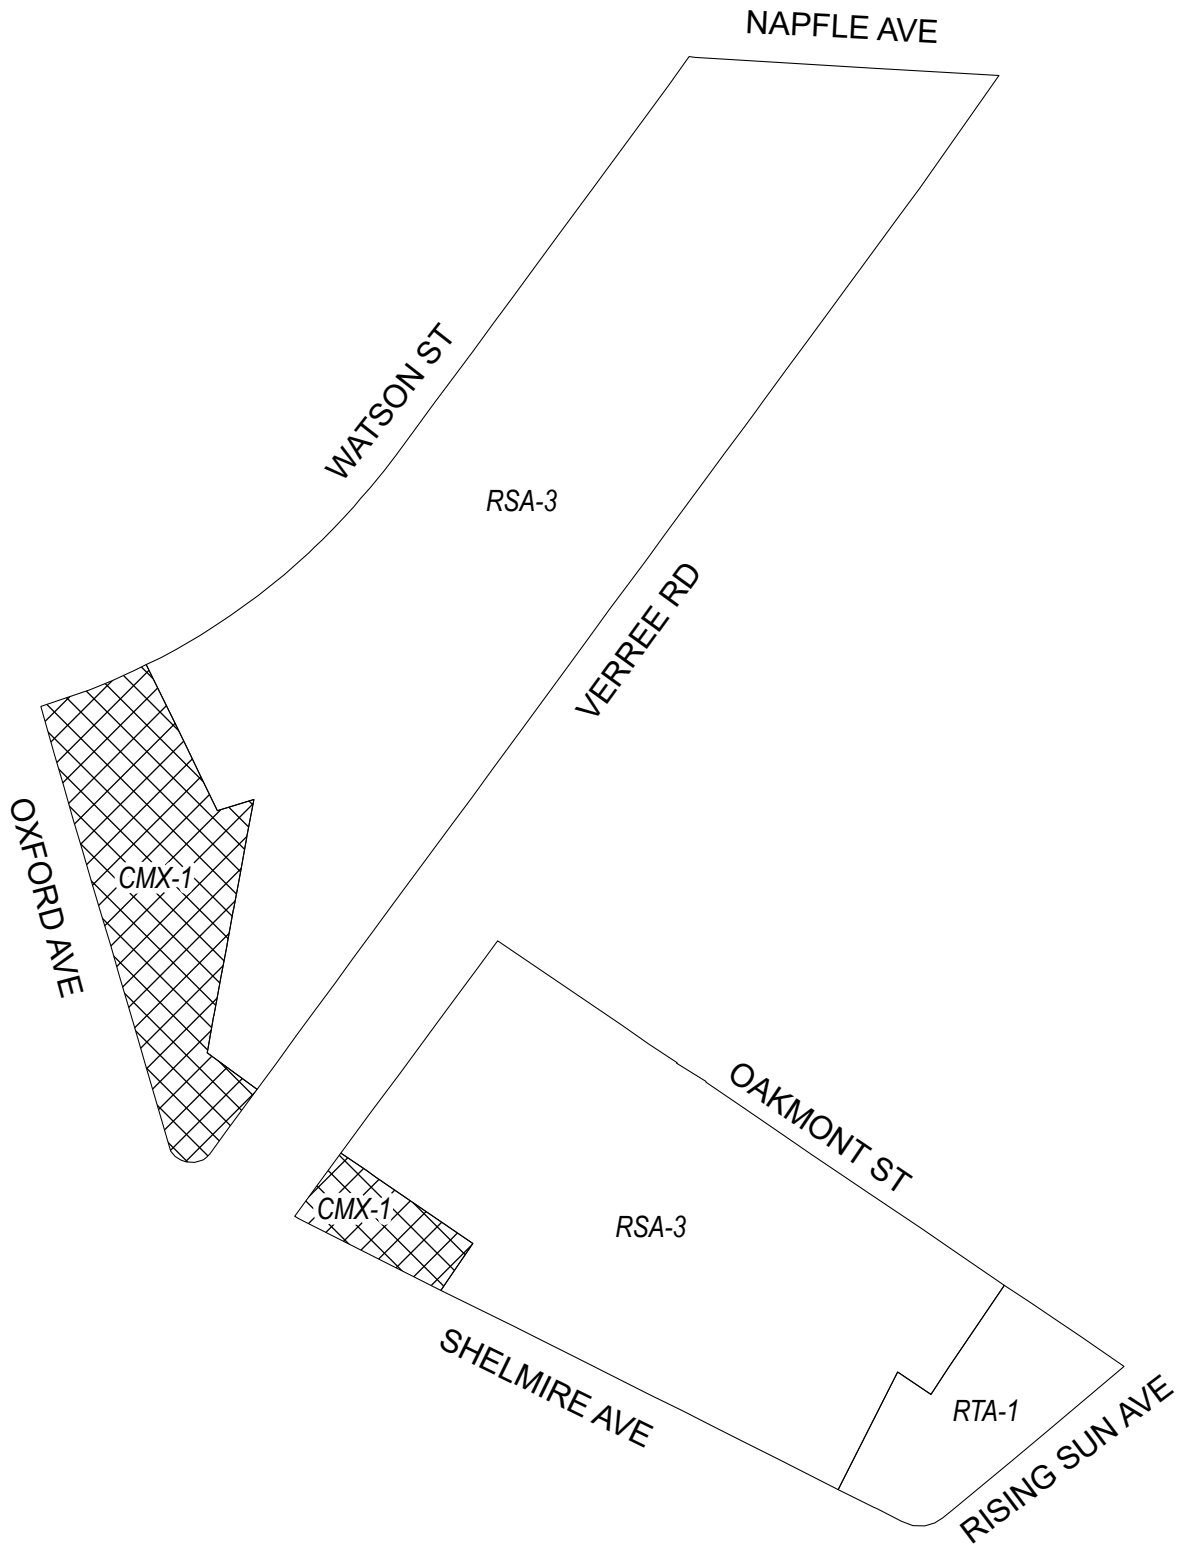 NAPFLE AVE
WATSON ST
RSA-3
VERREE RD
OXFORD AVE
CMX-1
OAKMONT ST
CMX-1
RSA-3
SHELMIRE AVE
RTA-1
RISING SUN AVE